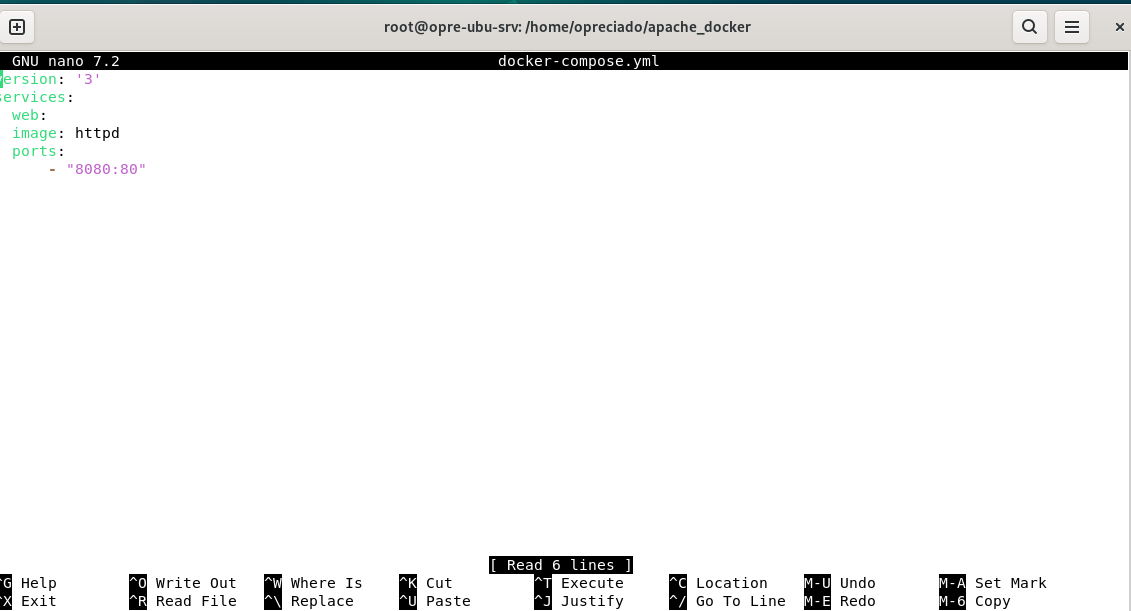 root@opre-ubu-srv: /home/opreciado/apache_docker
GNU nano 7.2 docker-compose.yml
version: '3'
services:
  web:
  image: httpd
  ports:
      - "8080:80"
[ Read 6 lines ]
^G Help ^O Write Out ^W Where Is ^K Cut ^T Execute ^C Location M-U Undo M-A Set Mark
^X Exit ^R Read File ^\ Replace ^U Paste ^J Justify ^/ Go To Line M-E Redo M-6 Copy